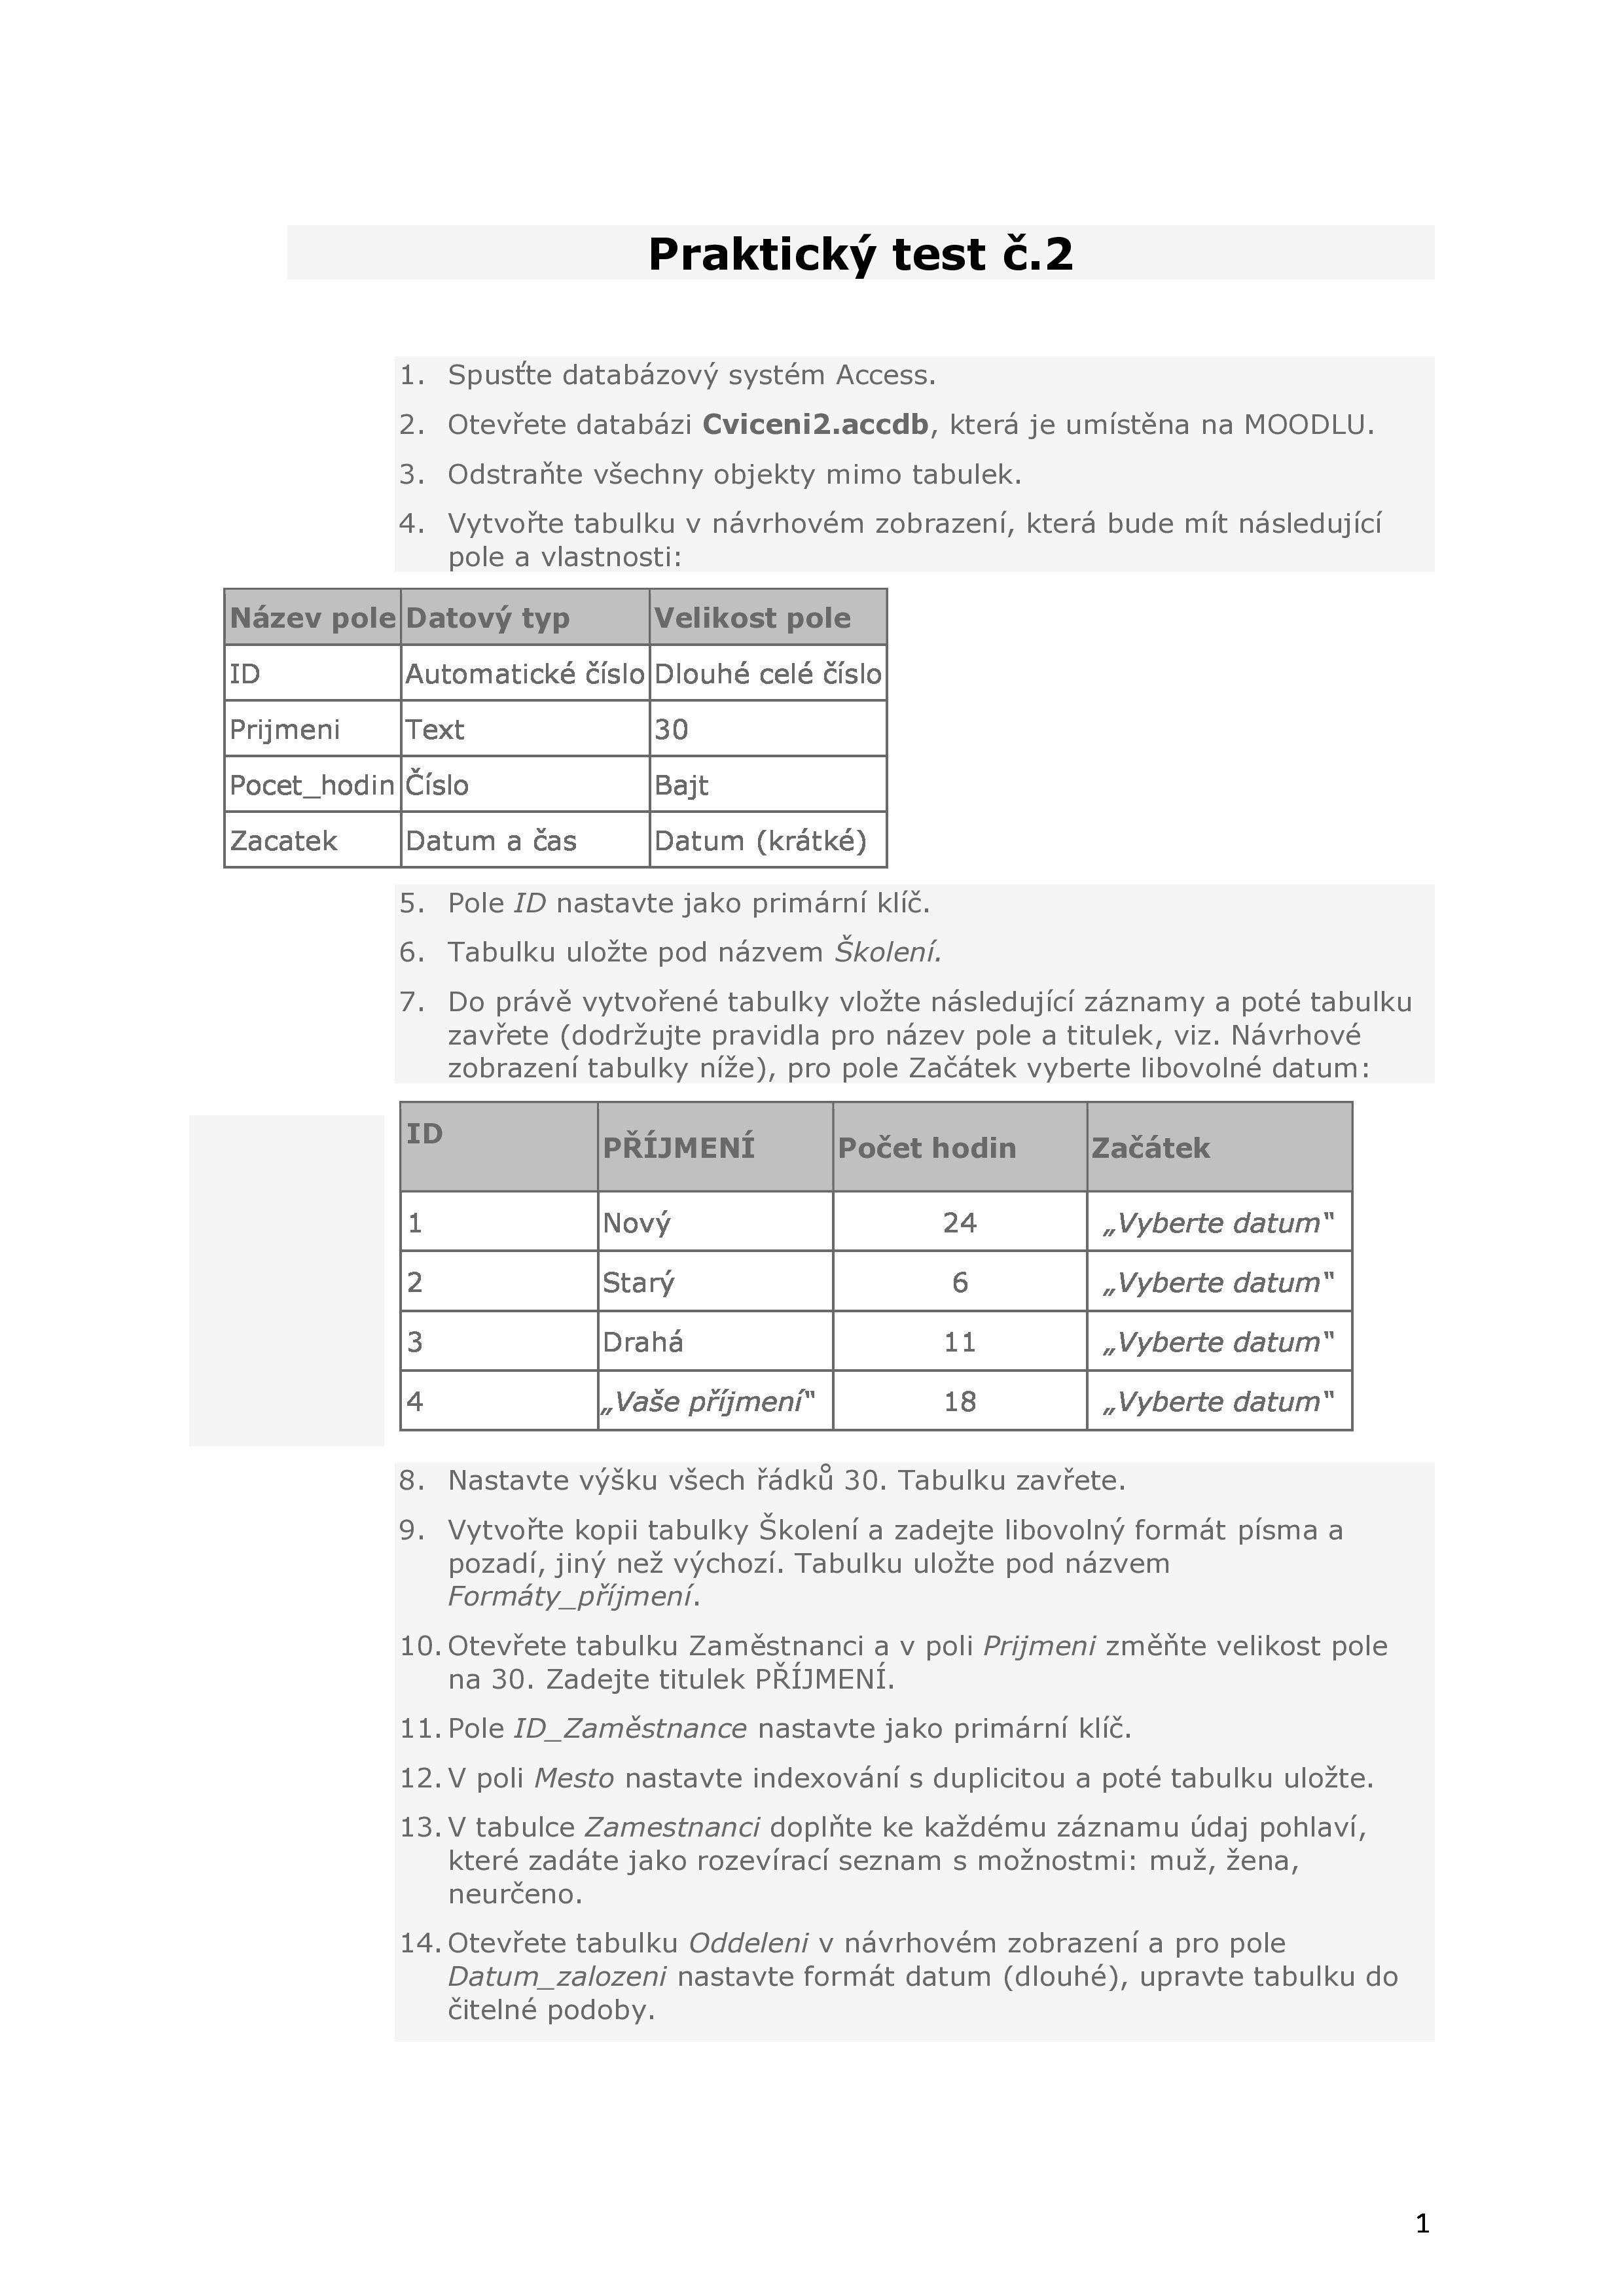 Praktický test č.2
1. Spusťte databázový systém Access.
2. Otevřete databázi Cviceni2.accdb, která je umístěna na MOODLU.
3. Odstraňte všechny objekty mimo tabulek.
4. Vytvořte tabulku v návrhovém zobrazení, která bude mít následující
pole a vlastnosti:
Název pole Datový typ Velikost pole
ID Automatické číslo Dlouhé celé číslo
Prijmeni Text 30
Pocet_hodin Číslo Bajt
Zacatek Datum a čas Datum (krátké)
5. Pole ID nastavte jako primární klíč.
6. Tabulku uložte pod názvem Školení.
7. Do právě vytvořené tabulky vložte následující záznamy a poté tabulku
zavřete (dodržujte pravidla pro název pole a titulek, viz. Návrhové
zobrazení tabulky níže), pro pole Začátek vyberte libovolné datum:
ID PŘÍJMENÍ Počet hodin Začátek
1 Nový 24 „Vyberte datum“
2 Starý 6 „Vyberte datum“
3 Drahá 11 „Vyberte datum“
4 „Vaše příjmení“ 18 „Vyberte datum“
8. Nastavte výšku všech řádků 30. Tabulku zavřete.
9. Vytvořte kopii tabulky Školení a zadejte libovolný formát písma a
pozadí, jiný než výchozí. Tabulku uložte pod názvem
Formáty_příjmení.
10. Otevřete tabulku Zaměstnanci a v poli Prijmeni změňte velikost pole
na 30. Zadejte titulek PŘÍJMENÍ.
11. Pole ID_Zaměstnance nastavte jako primární klíč.
12. V poli Mesto nastavte indexování s duplicitou a poté tabulku uložte.
13. V tabulce Zamestnanci doplňte ke každému záznamu údaj pohlaví,
které zadáte jako rozevírací seznam s možnostmi: muž, žena,
neurčeno.
14. Otevřete tabulku Oddeleni v návrhovém zobrazení a pro pole
Datum_zalozeni nastavte formát datum (dlouhé), upravte tabulku do
čitelné podoby.
1